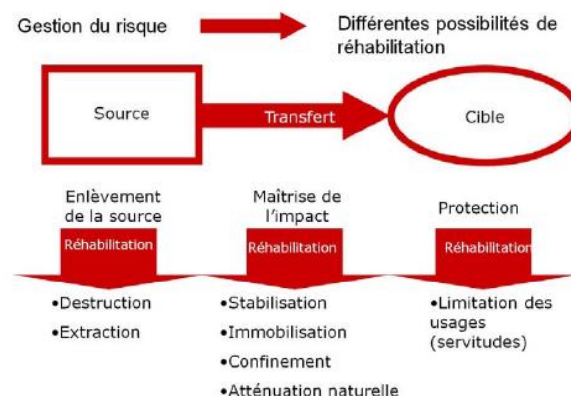 Gestion du risque
Différentes possibilités de
réhabilitation
Source
Transfert
Cible
Enlèvement
de la source
Réhabilitation
•Destruction
•Extraction
Maîtrise de
l'impact
Réhabilitation
•Stabilisation
•Immobilisation
•Confinement
•Atténuation naturelle
Protection
Réhabilitation
•Limitation des
usages
(servitudes)